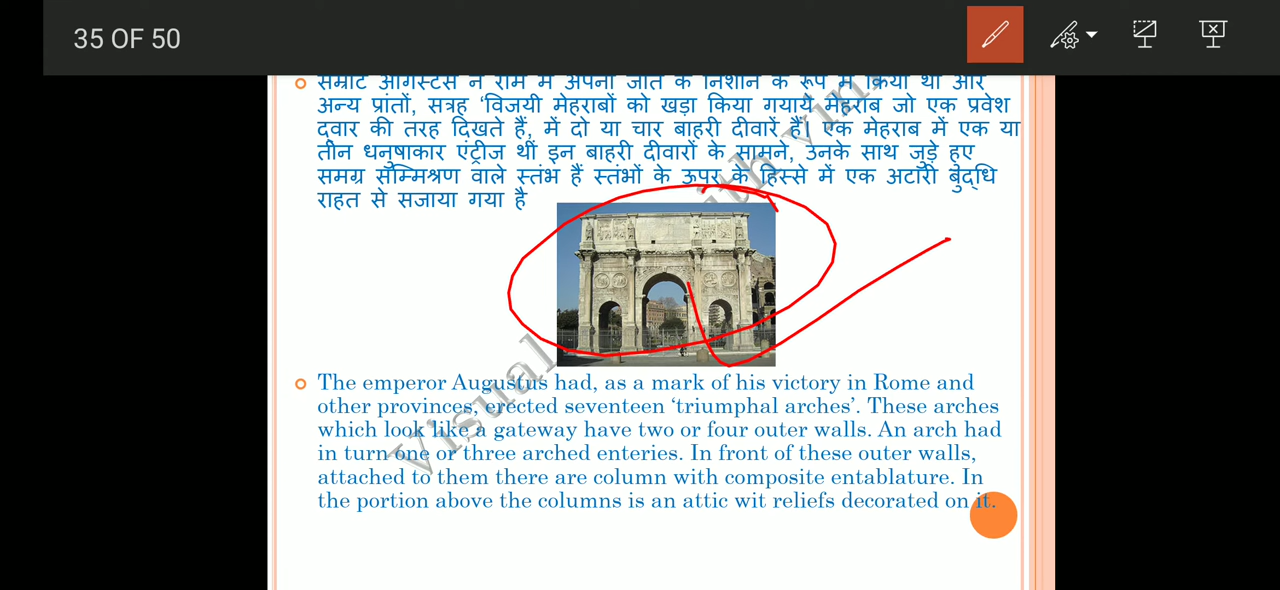 35 OF 50
सम्राट ऑगस्टस ने रोम में अपनी जीत के निशान के रूप में किया था और
अन्य प्रांतों, सत्रह ‘विजयी मेहराबों को खड़ा किया गयाये मेहराब जो एक प्रवेश
द्वार की तरह दिखते हैं, में दो या चार बाहरी दीवारें हैं। एक मेहराब में एक या
तीन धनुषाकार एंट्रीज थीं इन बाहरी दीवारों के सामने, उनके साथ जुड़े हुए
समग्र सम्मिश्रण वाले स्तंभ हैं स्तंभों के ऊपर के हिस्से में एक अटारी बुद्धि
राहत से सजाया गया है
The emperor Augustus had, as a mark of his victory in Rome and
other provinces, erected seventeen ‘triumphal arches’. These arches
which look like a gateway have two or four outer walls. An arch had
in turn one or three arched enteries. In front of these outer walls,
attached to them there are column with composite entablature. In
the portion above the columns is an attic wit reliefs decorated on it.
Visual